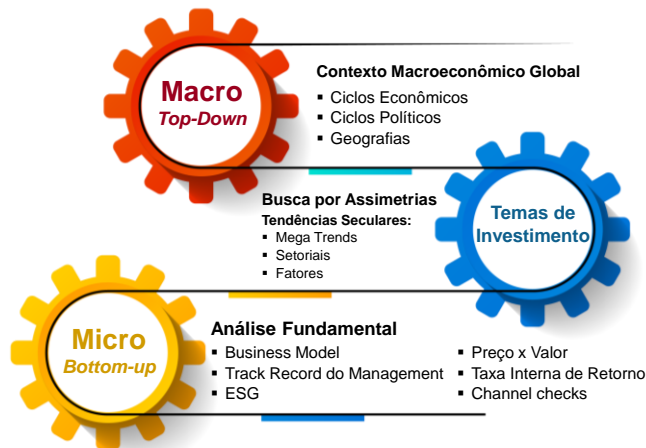 Macro
Top-Down
Contexto Macroeconômico Global
▪ Ciclos Econômicos
▪ Ciclos Políticos
▪ Geografias
Busca por Assimetrias
Tendências Seculares:
▪ Mega Trends
▪ Setoriais
▪ Fatores
Temas de
Investimento
Micro
Bottom-up
Análise Fundamental
▪ Business Model
▪ Track Record do Management
▪ ESG
▪ Preço x Valor
▪ Taxa Interna de Retorno
▪ Channel checks